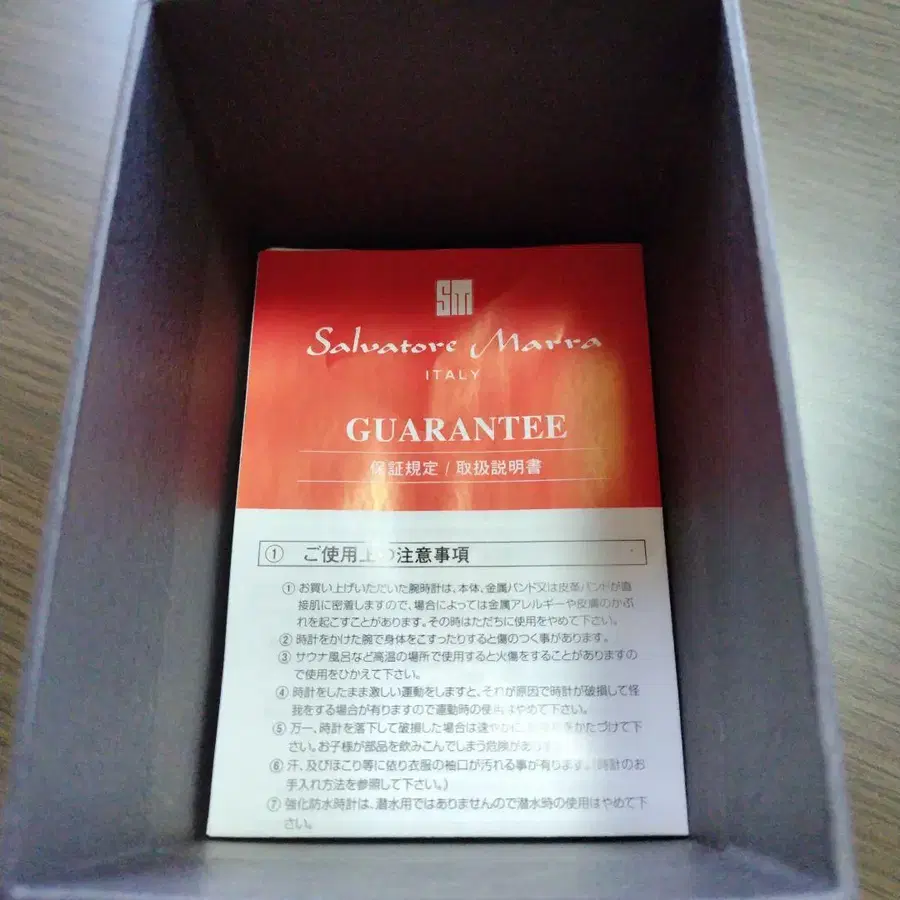 SM
Salvatore Marra
ITALY
GUARANTEE
保証規定 / 取扱説明書
① ご使用上の注意事項
① お買い上げいただいた腕時計は、本体、金属バンド又は皮革バンドが直
接肌に密着しますので、場合によっては金属アレルギーや皮膚のかぶ
れを起こすことがあります。その時はただちに使用をやめて下さい。
② 時計をかけた腕で身体をこすったりすると傷のつく事があります。
③ サウナ風呂など高温の場所で使用すると火傷をすることがありますの
で使用をひかえて下さい。
④ 時計をしたまま激しい運動をしますと、それが原因で時計が破損して怪
我をする場合が有りますので運動時の使用はやめて下さい。
⑤ 万一、時計を落下して破損した場合は速やかに をかたづけて下
さい。お子様が部品を飲みこんでしまう危険があり
⑥ 汗、及びほこり等に依り衣服の袖口が汚れる事が有ります。(時計のお
手入れ方法を参照して下さい。)
⑦ 強化防水時計は、潜水用ではありませんので潜水時の使用はやめて下
さい。